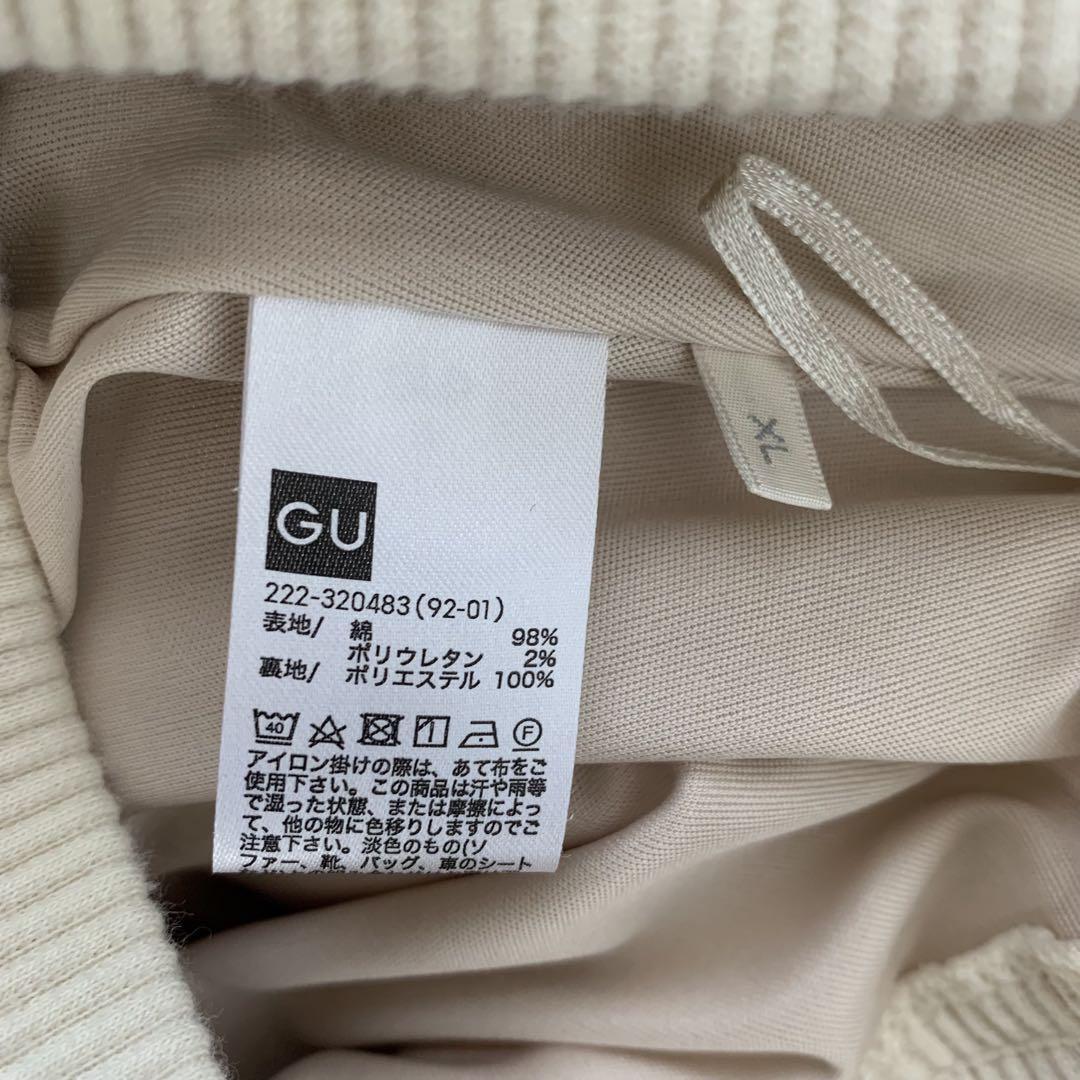 GU
222-320483(92-01)
表地/ 綿 98%
ポリウレタン 2%
裏地/ ポリエステル 100%
40 F
アイロン掛けの際は、あて布をご
使用下さい。この商品は汗や雨等
で湿った状態、または摩擦によっ
て、他の物に色移りしますのでご
注意下さい。淡色のもの(ソ
ファー、靴、バッグ、車のシート
XL